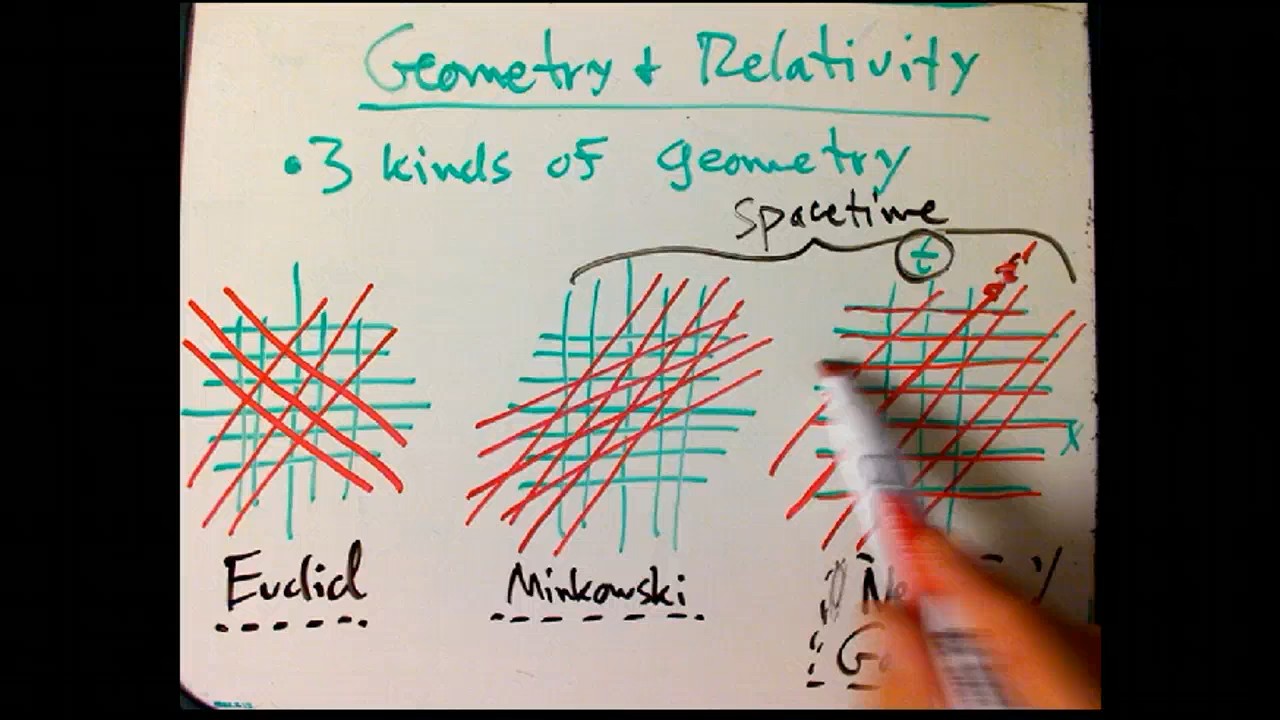 Geometry + Relativity
• 3 kinds of geometry
Spacetime
t
x
Euclid
Minkowski